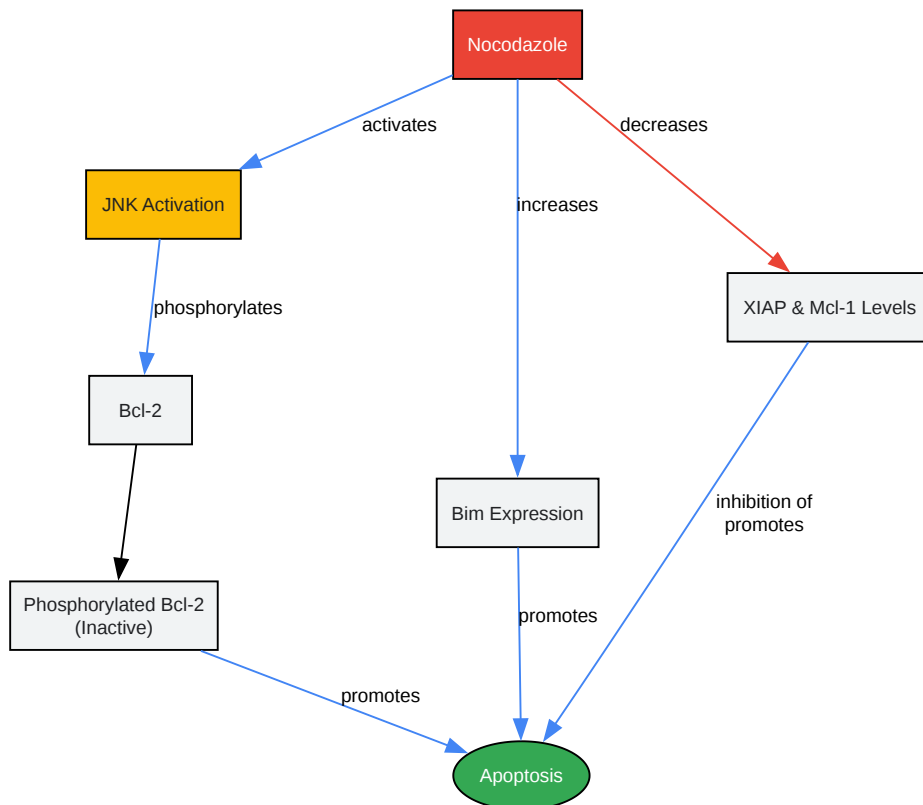 Nocodazole
activates
decreases
JNK Activation
increases
XIAP & Mcl-1 Levels
phosphorylates
Bcl-2
Bim Expression
inhibition of
promotes
Phosphorylated Bcl-2
(Inactive)
promotes
promotes
Apoptosis